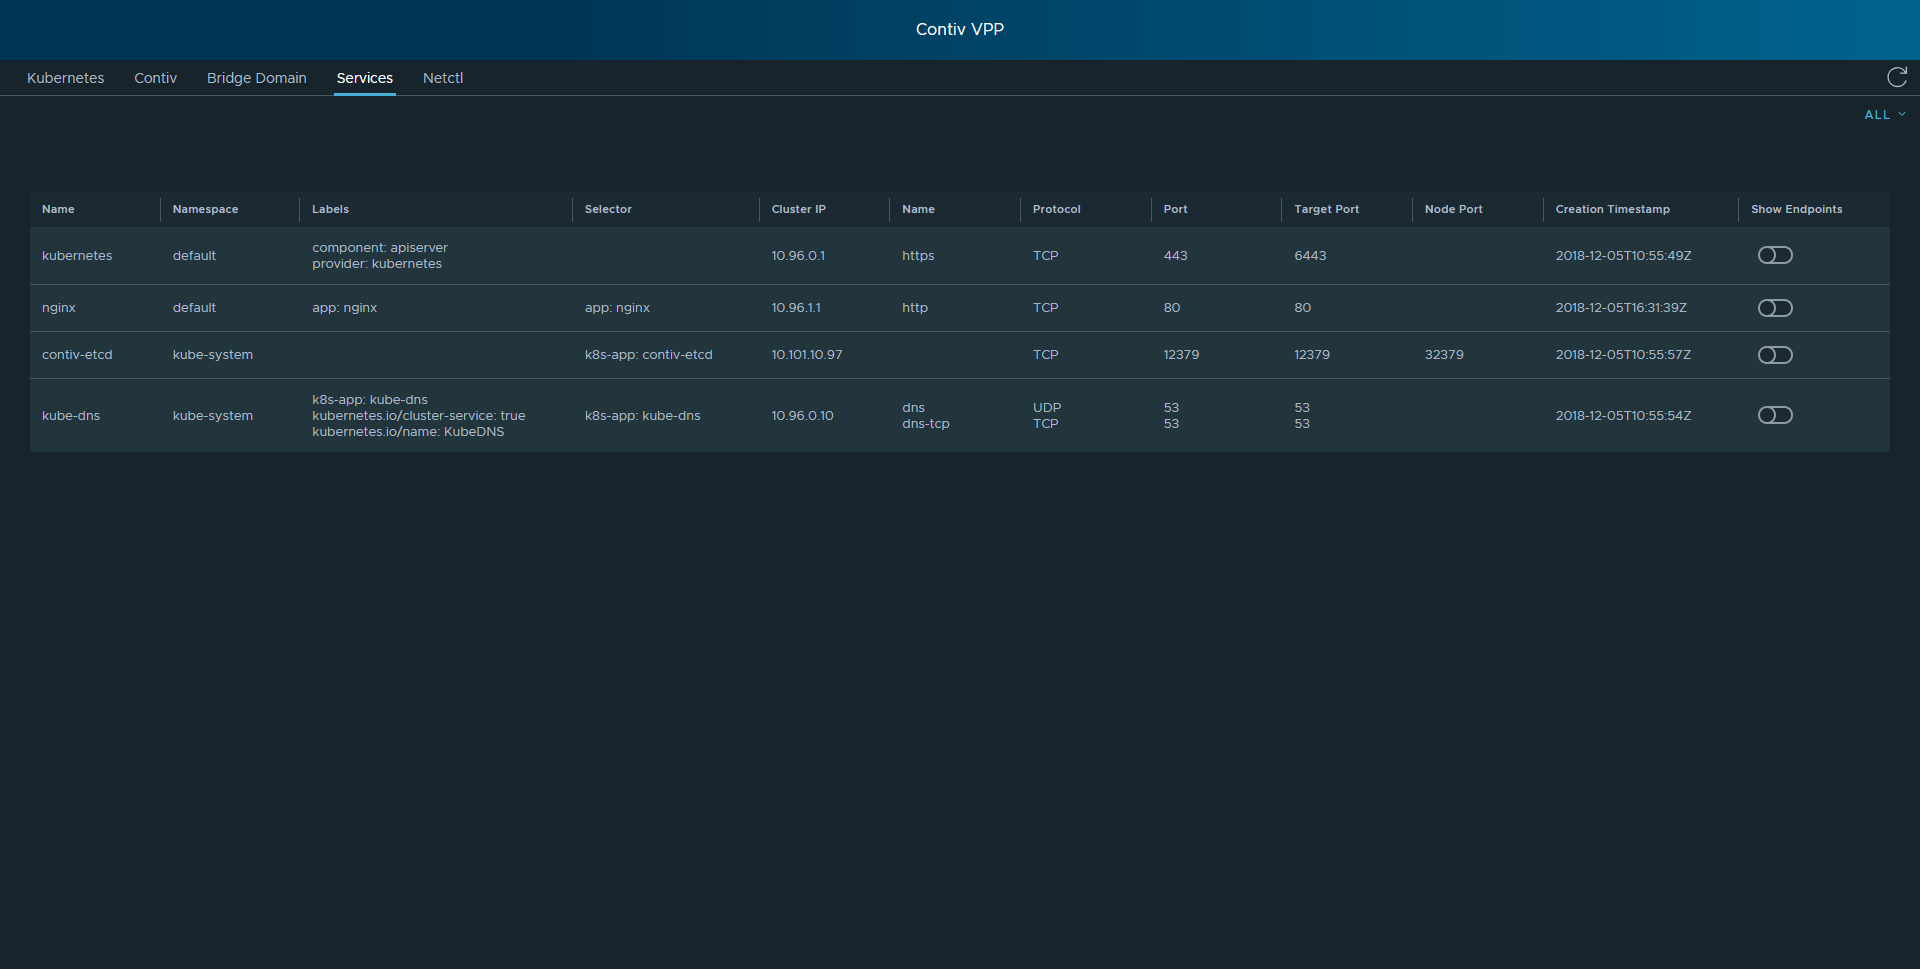 Contiv VPP
Kubernetes Contiv Bridge Domain Services Netctl
ALL
Name Namespace Labels Selector Cluster IP Name Protocol Port Target Port Node Port Creation Timestamp Show Endpoints
kubernetes default component: apiserver provider: kubernetes 10.96.0.1 https TCP 443 6443 2018-12-05T10:55:49Z
nginx default app: nginx app: nginx 10.96.1.1 http TCP 80 80 2018-12-05T16:31:39Z
contiv-etcd kube-system k8s-app: contiv-etcd 10.101.10.97 TCP 12379 12379 32379 2018-12-05T10:55:57Z
kube-dns kube-system k8s-app: kube-dns kubernetes.io/cluster-service: true kubernetes.io/name: KubeDNS k8s-app: kube-dns 10.96.0.10 dns dns-tcp UDP TCP 53 53 53 53 2018-12-05T10:55:54Z